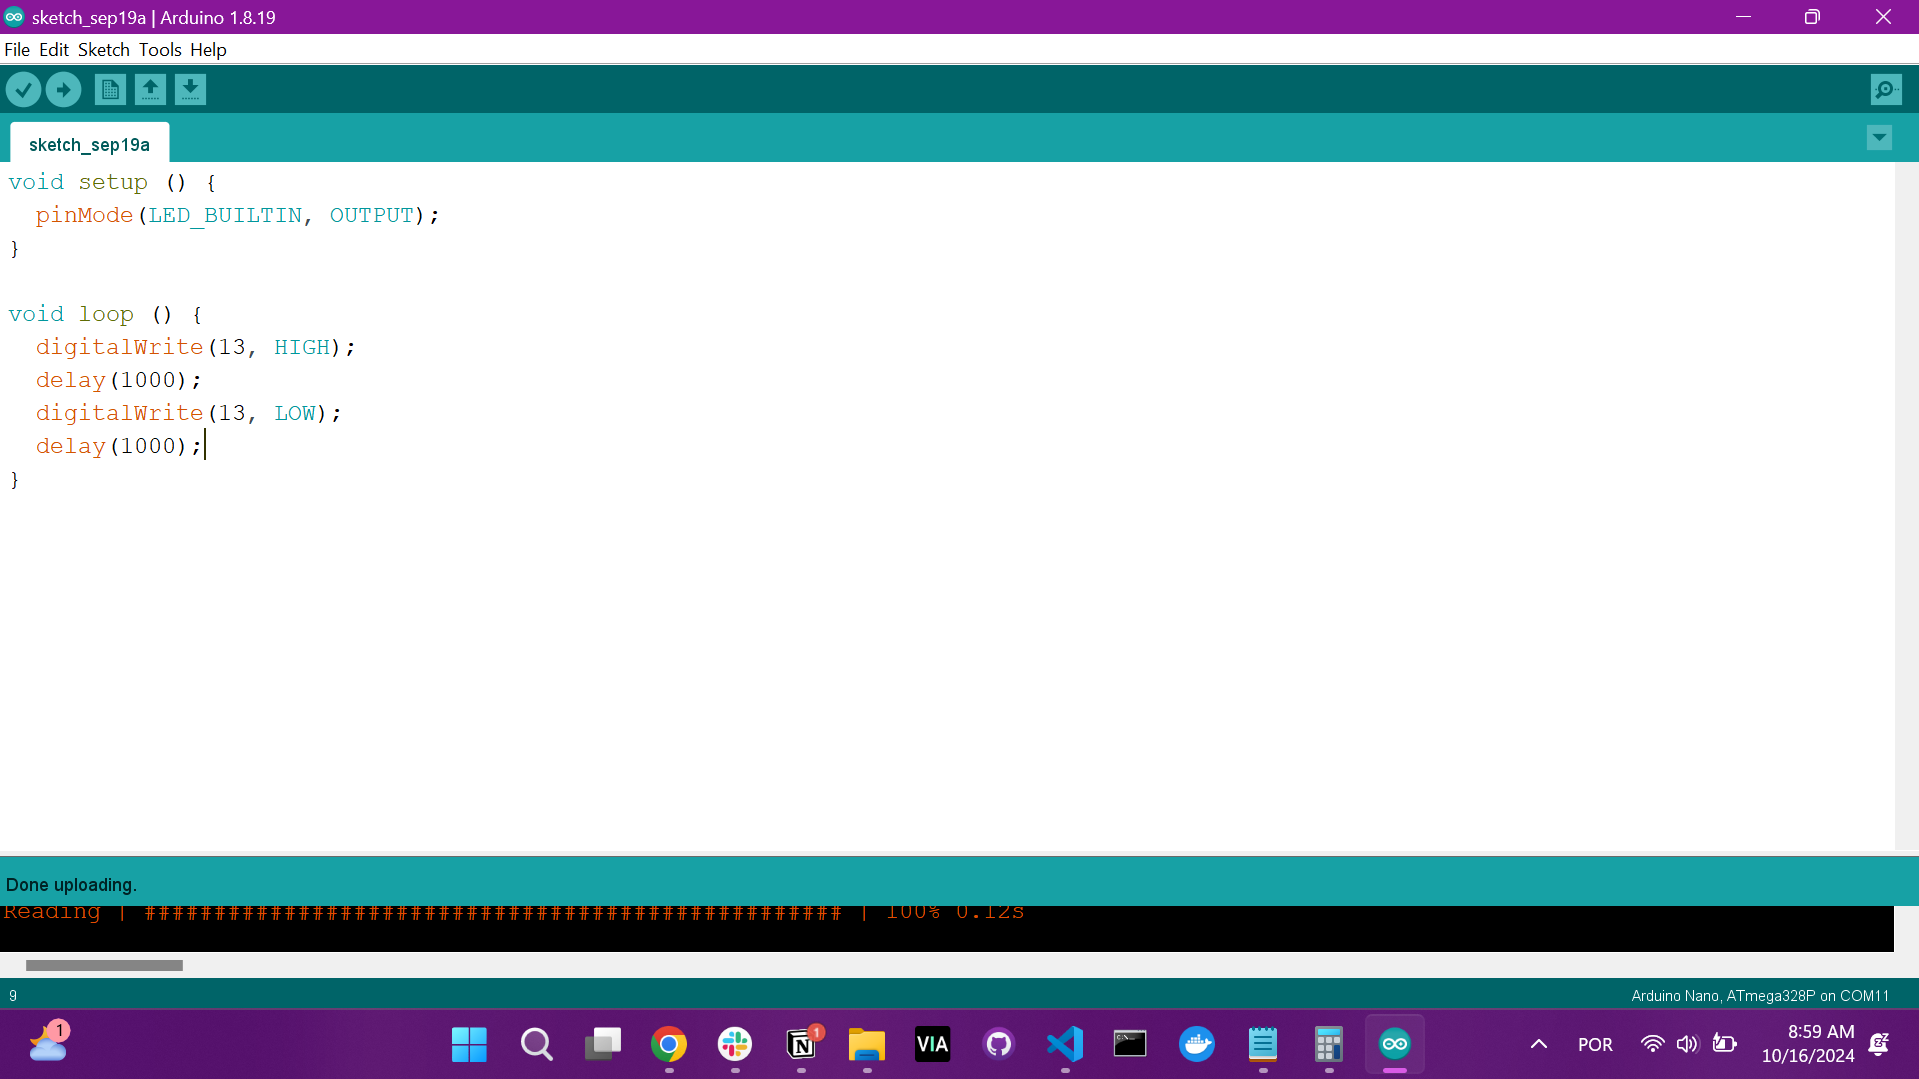 sketch_sep19a | Arduino 1.8.19
File Edit Sketch Tools Help
sketch_sep19a
void setup () {
  pinMode(LED_BUILTIN, OUTPUT);
}
void loop () {
  digitalWrite(13, HIGH);
  delay(1000);
  digitalWrite(13, LOW);
  delay(1000);
}
Done uploading.
Reading | ################################################## | 100% 0.12s
9
Arduino Nano, ATmega328P on COM11
1
1
VIA
POR
8:59 AM
10/16/2024